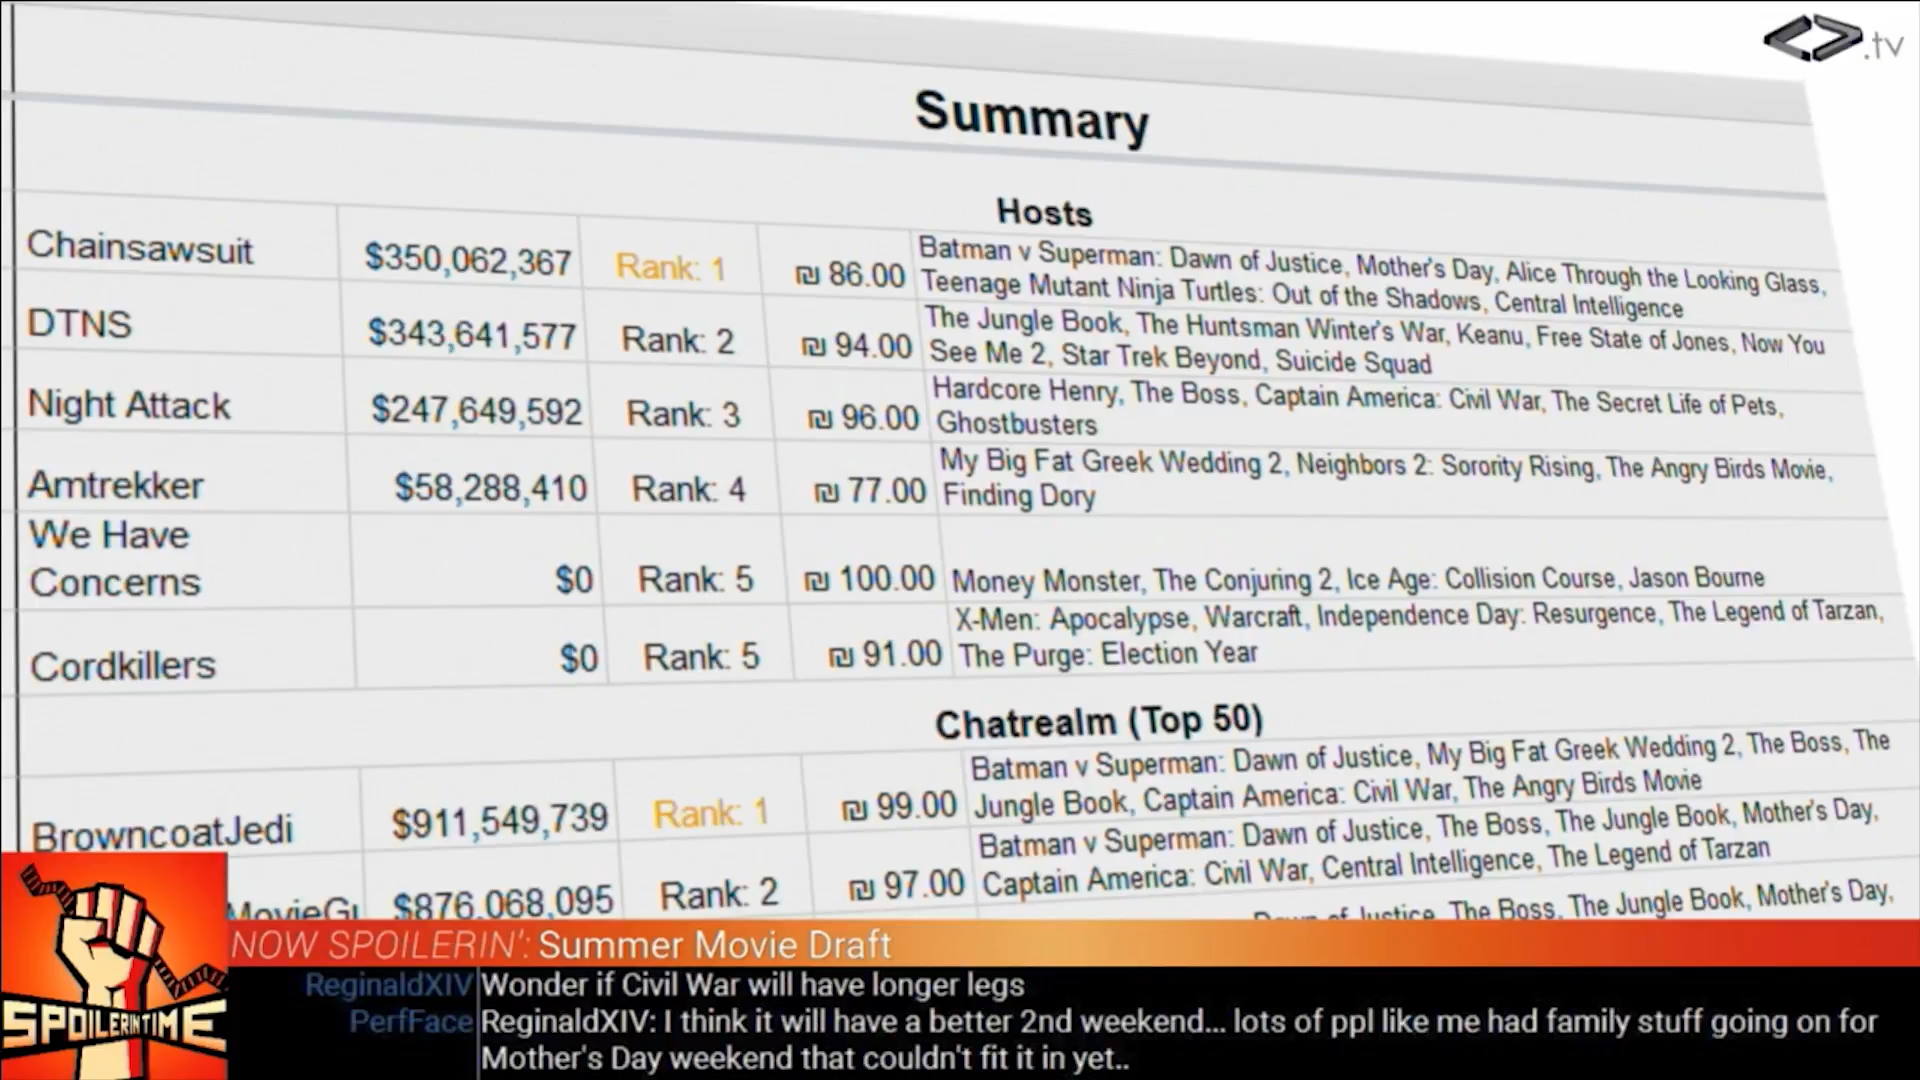 .tv
Summary
Hosts
Chainsawsuit $350,062,367 Rank: 1 ₪ 86.00 Batman v Superman: Dawn of Justice, Mother's Day, Alice Through the Looking Glass,
Teenage Mutant Ninja Turtles: Out of the Shadows, Central Intelligence
DTNS $343,641,577 Rank: 2 ₪ 94.00 The Jungle Book, The Huntsman Winter's War, Keanu, Free State of Jones, Now You
See Me 2, Star Trek Beyond, Suicide Squad
Night Attack $247,649,592 Rank: 3 ₪ 96.00 Hardcore Henry, The Boss, Captain America: Civil War, The Secret Life of Pets,
Ghostbusters
Amtrekker $58,288,410 Rank: 4 ₪ 77.00 My Big Fat Greek Wedding 2, Neighbors 2: Sorority Rising, The Angry Birds Movie,
Finding Dory
We Have
Concerns $0 Rank: 5 ₪ 100.00 Money Monster, The Conjuring 2, Ice Age: Collision Course, Jason Bourne
Cordkillers $0 Rank: 5 ₪ 91.00 X-Men: Apocalypse, Warcraft, Independence Day: Resurgence, The Legend of Tarzan,
The Purge: Election Year
Chatrealm (Top 50)
BrowncoatJedi $911,549,739 Rank: 1 ₪ 99.00 Batman v Superman: Dawn of Justice, My Big Fat Greek Wedding 2, The Boss, The
Jungle Book, Captain America: Civil War, The Angry Birds Movie
$876,068,095 Rank: 2 ₪ 97.00 Batman v Superman: Dawn of Justice, The Boss, The Jungle Book, Mother's Day,
Captain America: Civil War, Central Intelligence, The Legend of Tarzan
of Justice, The Boss, The Jungle Book, Mother's Day,
NOW SPOILERIN': Summer Movie Draft
ReginaldXIV Wonder if Civil War will have longer legs
PerfFace ReginaldXIV: I think it will have a better 2nd weekend... lots of ppl like me had family stuff going on for
Mother's Day weekend that couldn't fit it in yet..
SPOILERIN TIME